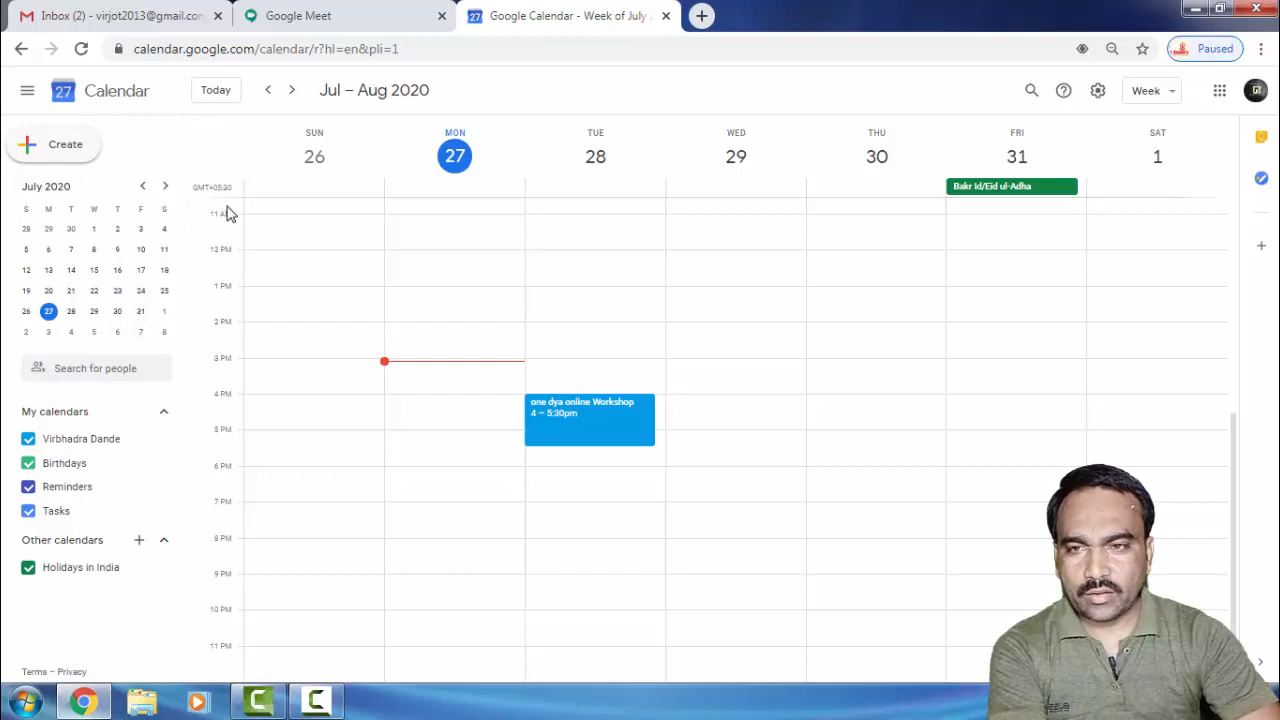 Inbox (2) - virjot2013@gmail.con
Google Meet
Google Calendar - Week of July
calendar.google.com/calendar/r?hl=en&pli=1
Paused
27
Calendar
Today
Jul – Aug 2020
Week
Create
SUN MON TUE WED THU FRI SAT
26 27 28 29 30 31 1
July 2020
GMT+05:30
Bakr Id/Eid ul-Adha
S M T W T F S
28 29 30 1 2 3 4
5 6 7 8 9 10 11
12 13 14 15 16 17 18
19 20 21 22 23 24 25
26 27 28 29 30 31 1
2 3 4 5 6 7 8
11
12 PM
1 PM
2 PM
3 PM
4 PM
5 PM
6 PM
7 PM
8 PM
9 PM
10 PM
11 PM
one dya online Workshop
4 – 5:30pm
Search for people
My calendars
Virbhadra Dande
Birthdays
Reminders
Tasks
Other calendars
Holidays in India
Terms – Privacy